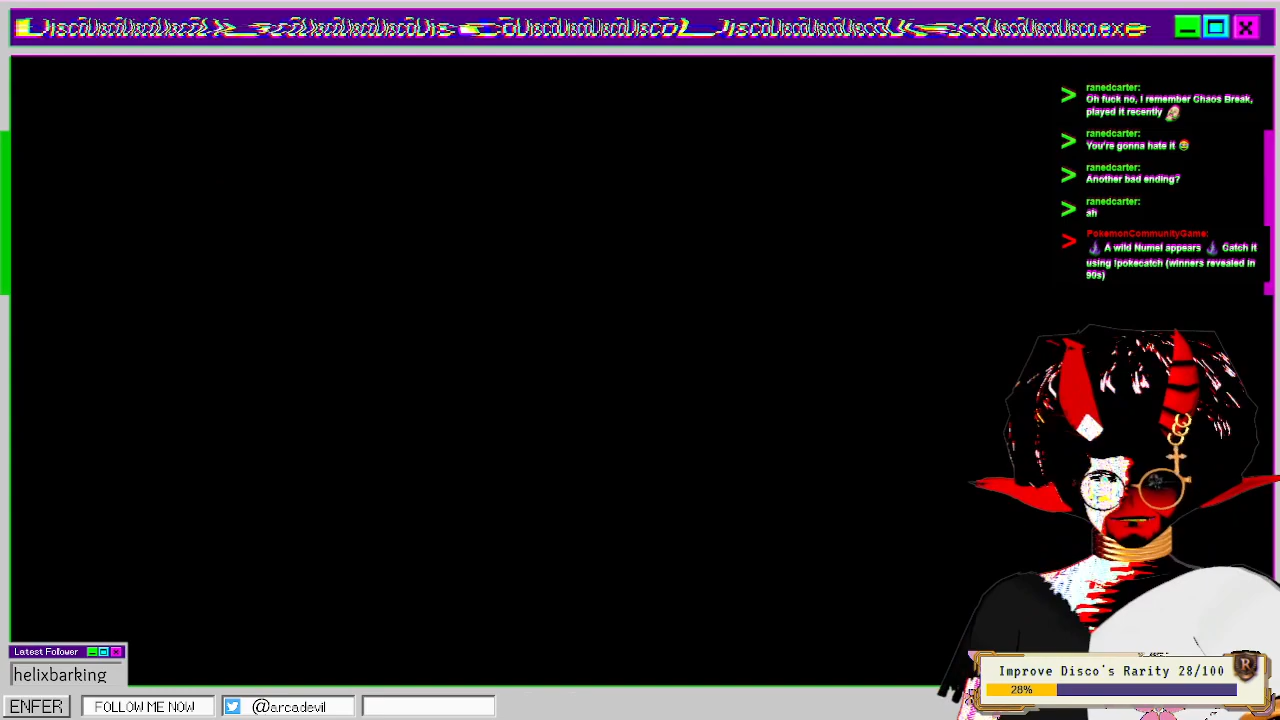 ranedcarter:
Oh fuck no, I remember Chaos Break,
played it recently
ranedcarter:
You're gonna hate it
ranedcarter:
Another bad ending?
ranedcarter:
ah
PokemonCommunityGame:
A wild Numel appears Catch it
using !pokecatch (winners revealed in
90s)
Latest Follower
helixbarking
Improve Disco's Rarity 28/100
28%
ENFER
FOLLOW ME NOW
@arcadevil